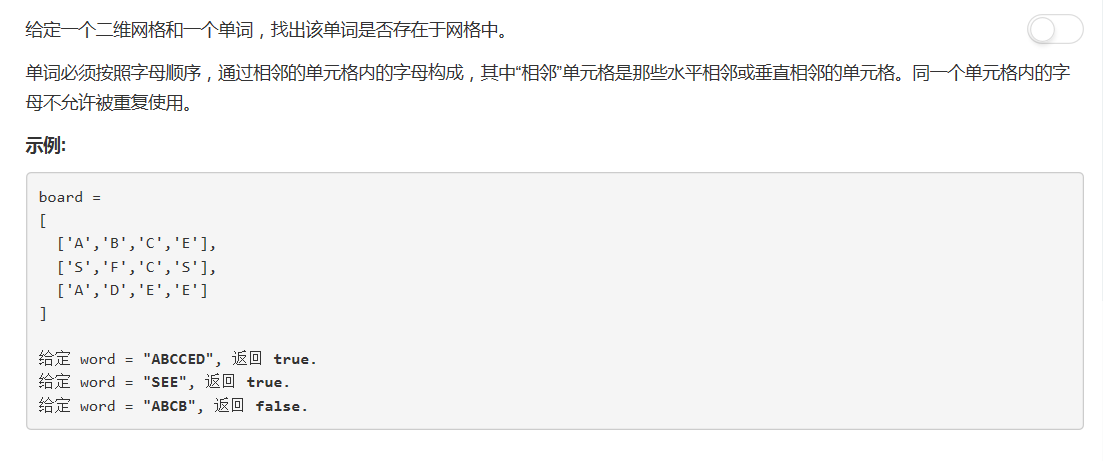 给定一个二维网格和一个单词，找出该单词是否存在于网格中。
单词必须按照字母顺序，通过相邻的单元格内的字母构成，其中“相邻”单元格是那些水平相邻或垂直相邻的单元格。同一个单元格内的字
母不允许被重复使用。
示例:
board =
[
  ['A','B','C','E'],
  ['S','F','C','S'],
  ['A','D','E','E']
]
给定 word = "ABCCED", 返回 true.
给定 word = "SEE", 返回 true.
给定 word = "ABCB", 返回 false.